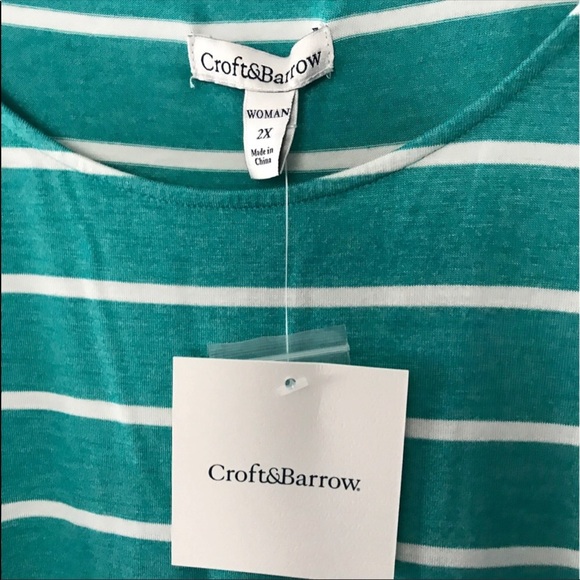 Croft&Barrow
WOMAN
2X
Made in
China
Croft&Barrow.